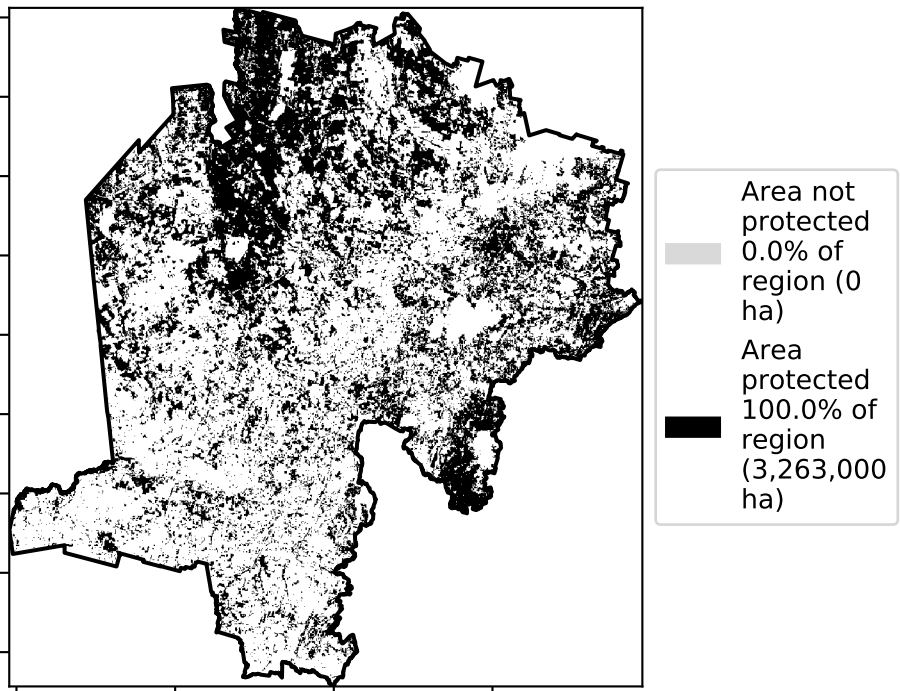 Area not
protected
0.0% of
region (0
ha)
Area
protected
100.0% of
region
(3,263,000
ha)